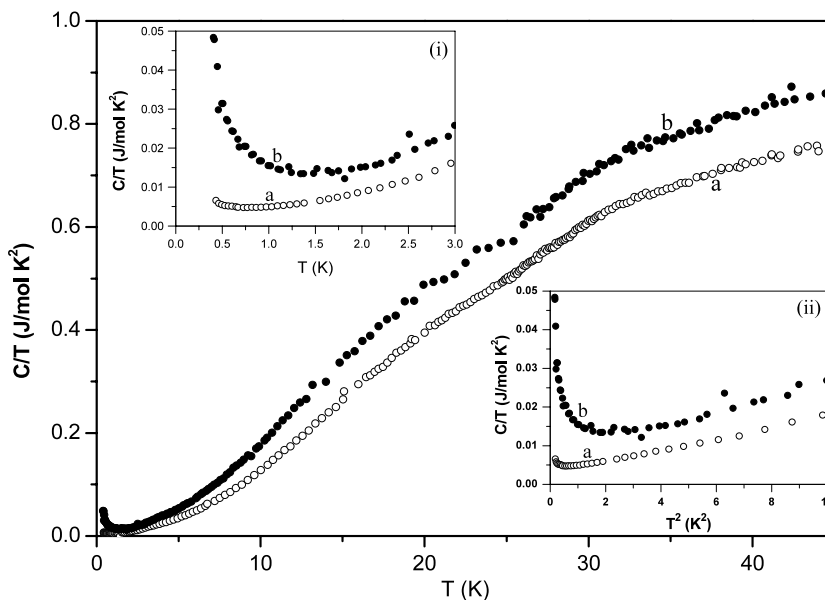 1.0
0.8
0.6
0.4
0.2
0.0
C/T (J/mol K²)
0 10 20 30 40
T (K)
b
a
(i)
0.05
0.04
0.03
0.02
0.01
0.00
C/T (J/mol K²)
0.0 0.5 1.0 1.5 2.0 2.5 3.0
T (K)
b
a
(ii)
0.05
0.04
0.03
0.02
0.01
0.00
C/T (J/mol K²)
0 2 4 6 8 10
T² (K²)
b
a